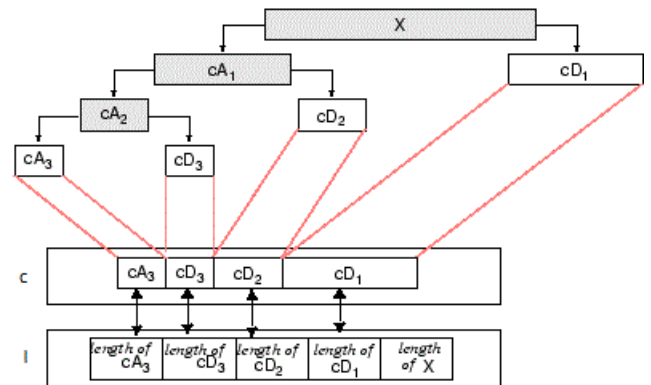 X
cA₁
cD₁
cA₂
cD₂
cA₃
cD₃
c
cA₃ cD₃ cD₂ cD₁
l
length of cA₃
length of cD₃
length of cD₂
length of cD₁
length of X